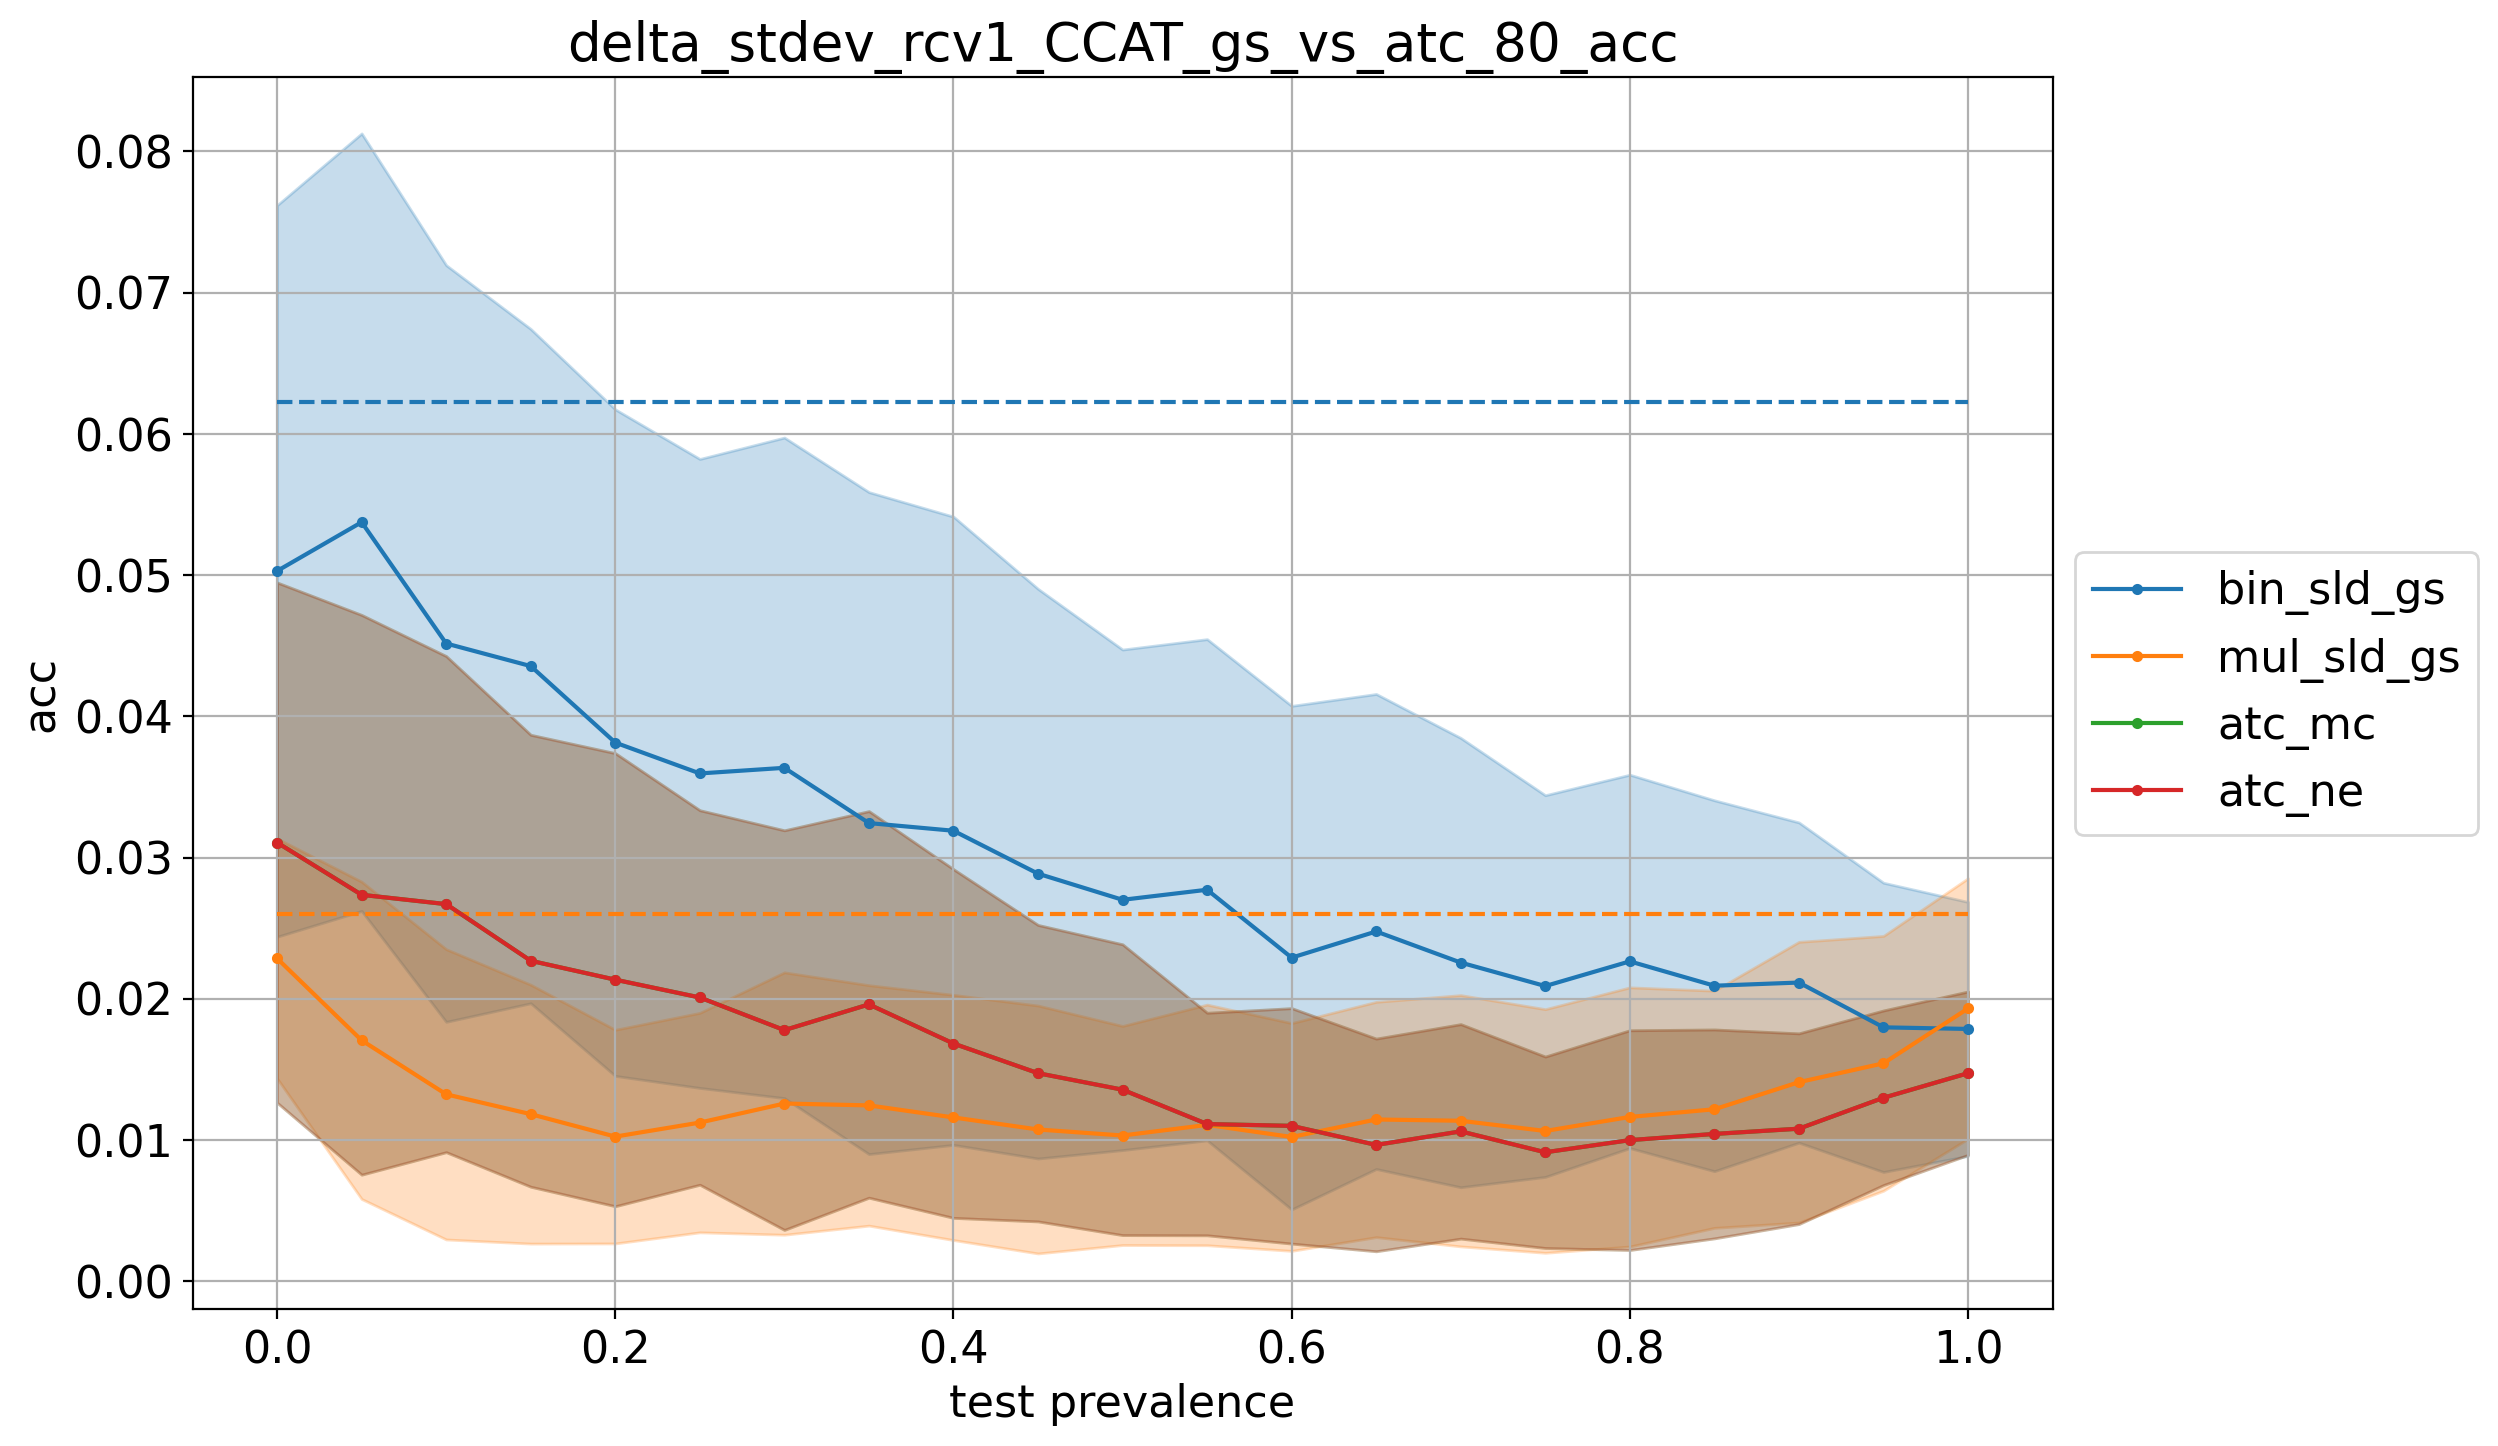 delta_stdev_rcv1_CCAT_gs_vs_atc_80_acc
0.08
0.07
0.06
0.05
0.04
0.03
0.02
0.01
0.00
acc
0.0 0.2 0.4 0.6 0.8 1.0
test prevalence
bin_sld_gs
mul_sld_gs
atc_mc
atc_ne